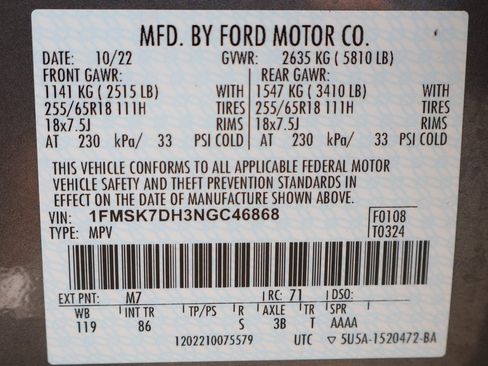 MFD. BY FORD MOTOR CO.
DATE: 10/22 GVWR: 2635 KG ( 5810 LB)
FRONT GAWR: REAR GAWR:
1141 KG ( 2515 LB) WITH 1547 KG ( 3410 LB) WITH
255/65R18 111H TIRES 255/65R18 111H TIRES
18x7.5J RIMS 18x7.5J RIMS
AT 230 kPa/ 33 PSI COLD AT 230 kPa/ 33 PSI COLD
THIS VEHICLE CONFORMS TO ALL APPLICABLE FEDERAL MOTOR
VEHICLE SAFETY AND THEFT PREVENTION STANDARDS IN
EFFECT ON THE DATE OF MANUFACTURE SHOWN ABOVE.
VIN: 1FMSK7DH3NGC46868 F0108
TYPE: MPV T0324
EXT PNT: M7 RC: 71 DSO:
WB INT TR TP/PS R AXLE TR SPR
119 86 S 3B T AAAA
1202210075579 UTC ▽ 5U5A-1520472-BA